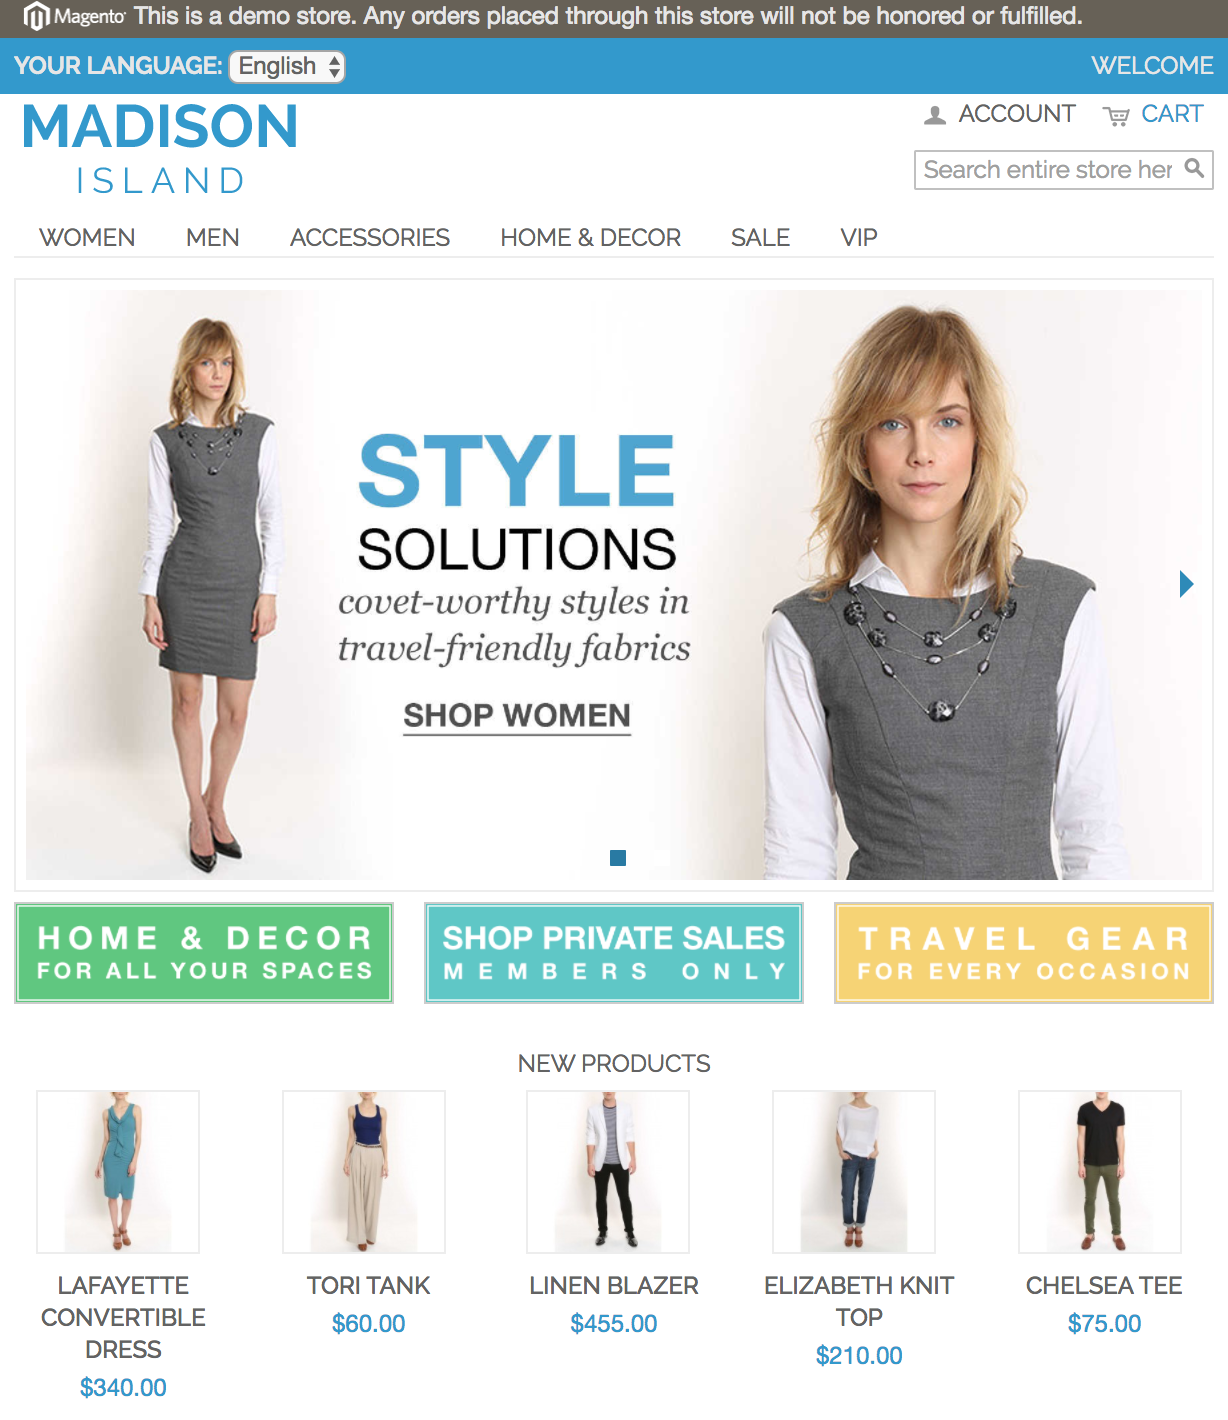 Magento This is a demo store. Any orders placed through this store will not be honored or fulfilled.
YOUR LANGUAGE: English WELCOME
MADISON
ISLAND
ACCOUNT CART
Search entire store her
WOMEN MEN ACCESSORIES HOME & DECOR SALE VIP
STYLE
SOLUTIONS
covet-worthy styles in
travel-friendly fabrics
SHOP WOMEN
HOME & DECOR
FOR ALL YOUR SPACES
SHOP PRIVATE SALES
MEMBERS ONLY
TRAVEL GEAR
FOR EVERY OCCASION
NEW PRODUCTS
LAFAYETTE
CONVERTIBLE
DRESS
$340.00
TORI TANK
$60.00
LINEN BLAZER
$455.00
ELIZABETH KNIT
TOP
$210.00
CHELSEA TEE
$75.00